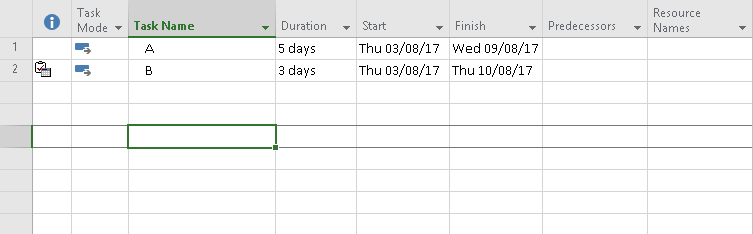 Task Mode Task Name Duration Start Finish Predecessors Resource Names
1 A 5 days Thu 03/08/17 Wed 09/08/17
2 B 3 days Thu 03/08/17 Thu 10/08/17